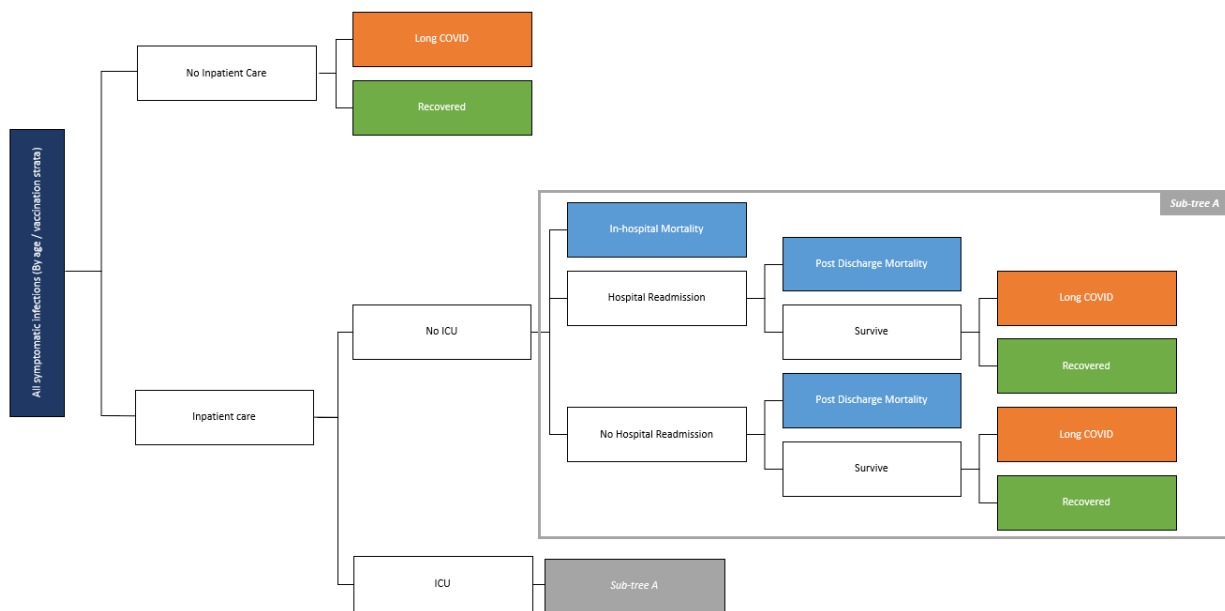 All symptomatic infections (By age / vaccination strata)
No Inpatient Care
Long COVID
Recovered
Inpatient care
No ICU
Sub-tree A
In-hospital Mortality
Hospital Readmission
Post Discharge Mortality
Survive
Long COVID
Recovered
No Hospital Readmission
Post Discharge Mortality
Survive
Long COVID
Recovered
ICU
Sub-tree A